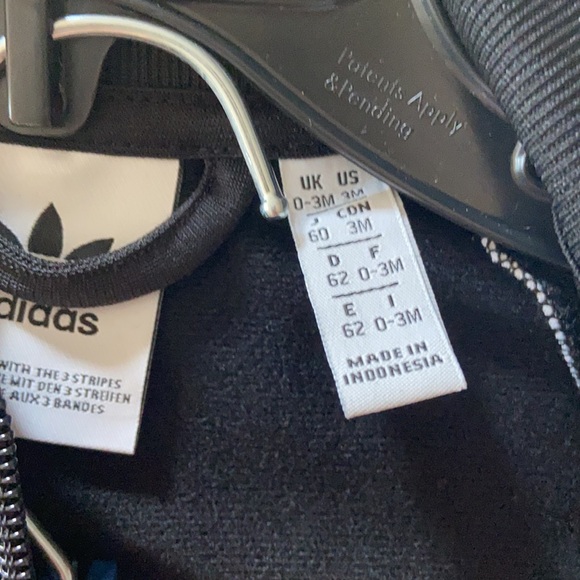 Patents Apply
&Pending
UK US
0-3M 3M
J CDN
60 3M
D F
62 0-3M
E I
62 0-3M
MADE IN
INDONESIA
adidas
WITH THE 3 STRIPES
MIT DEN 3 STREIFEN
AUX 3 BANDES